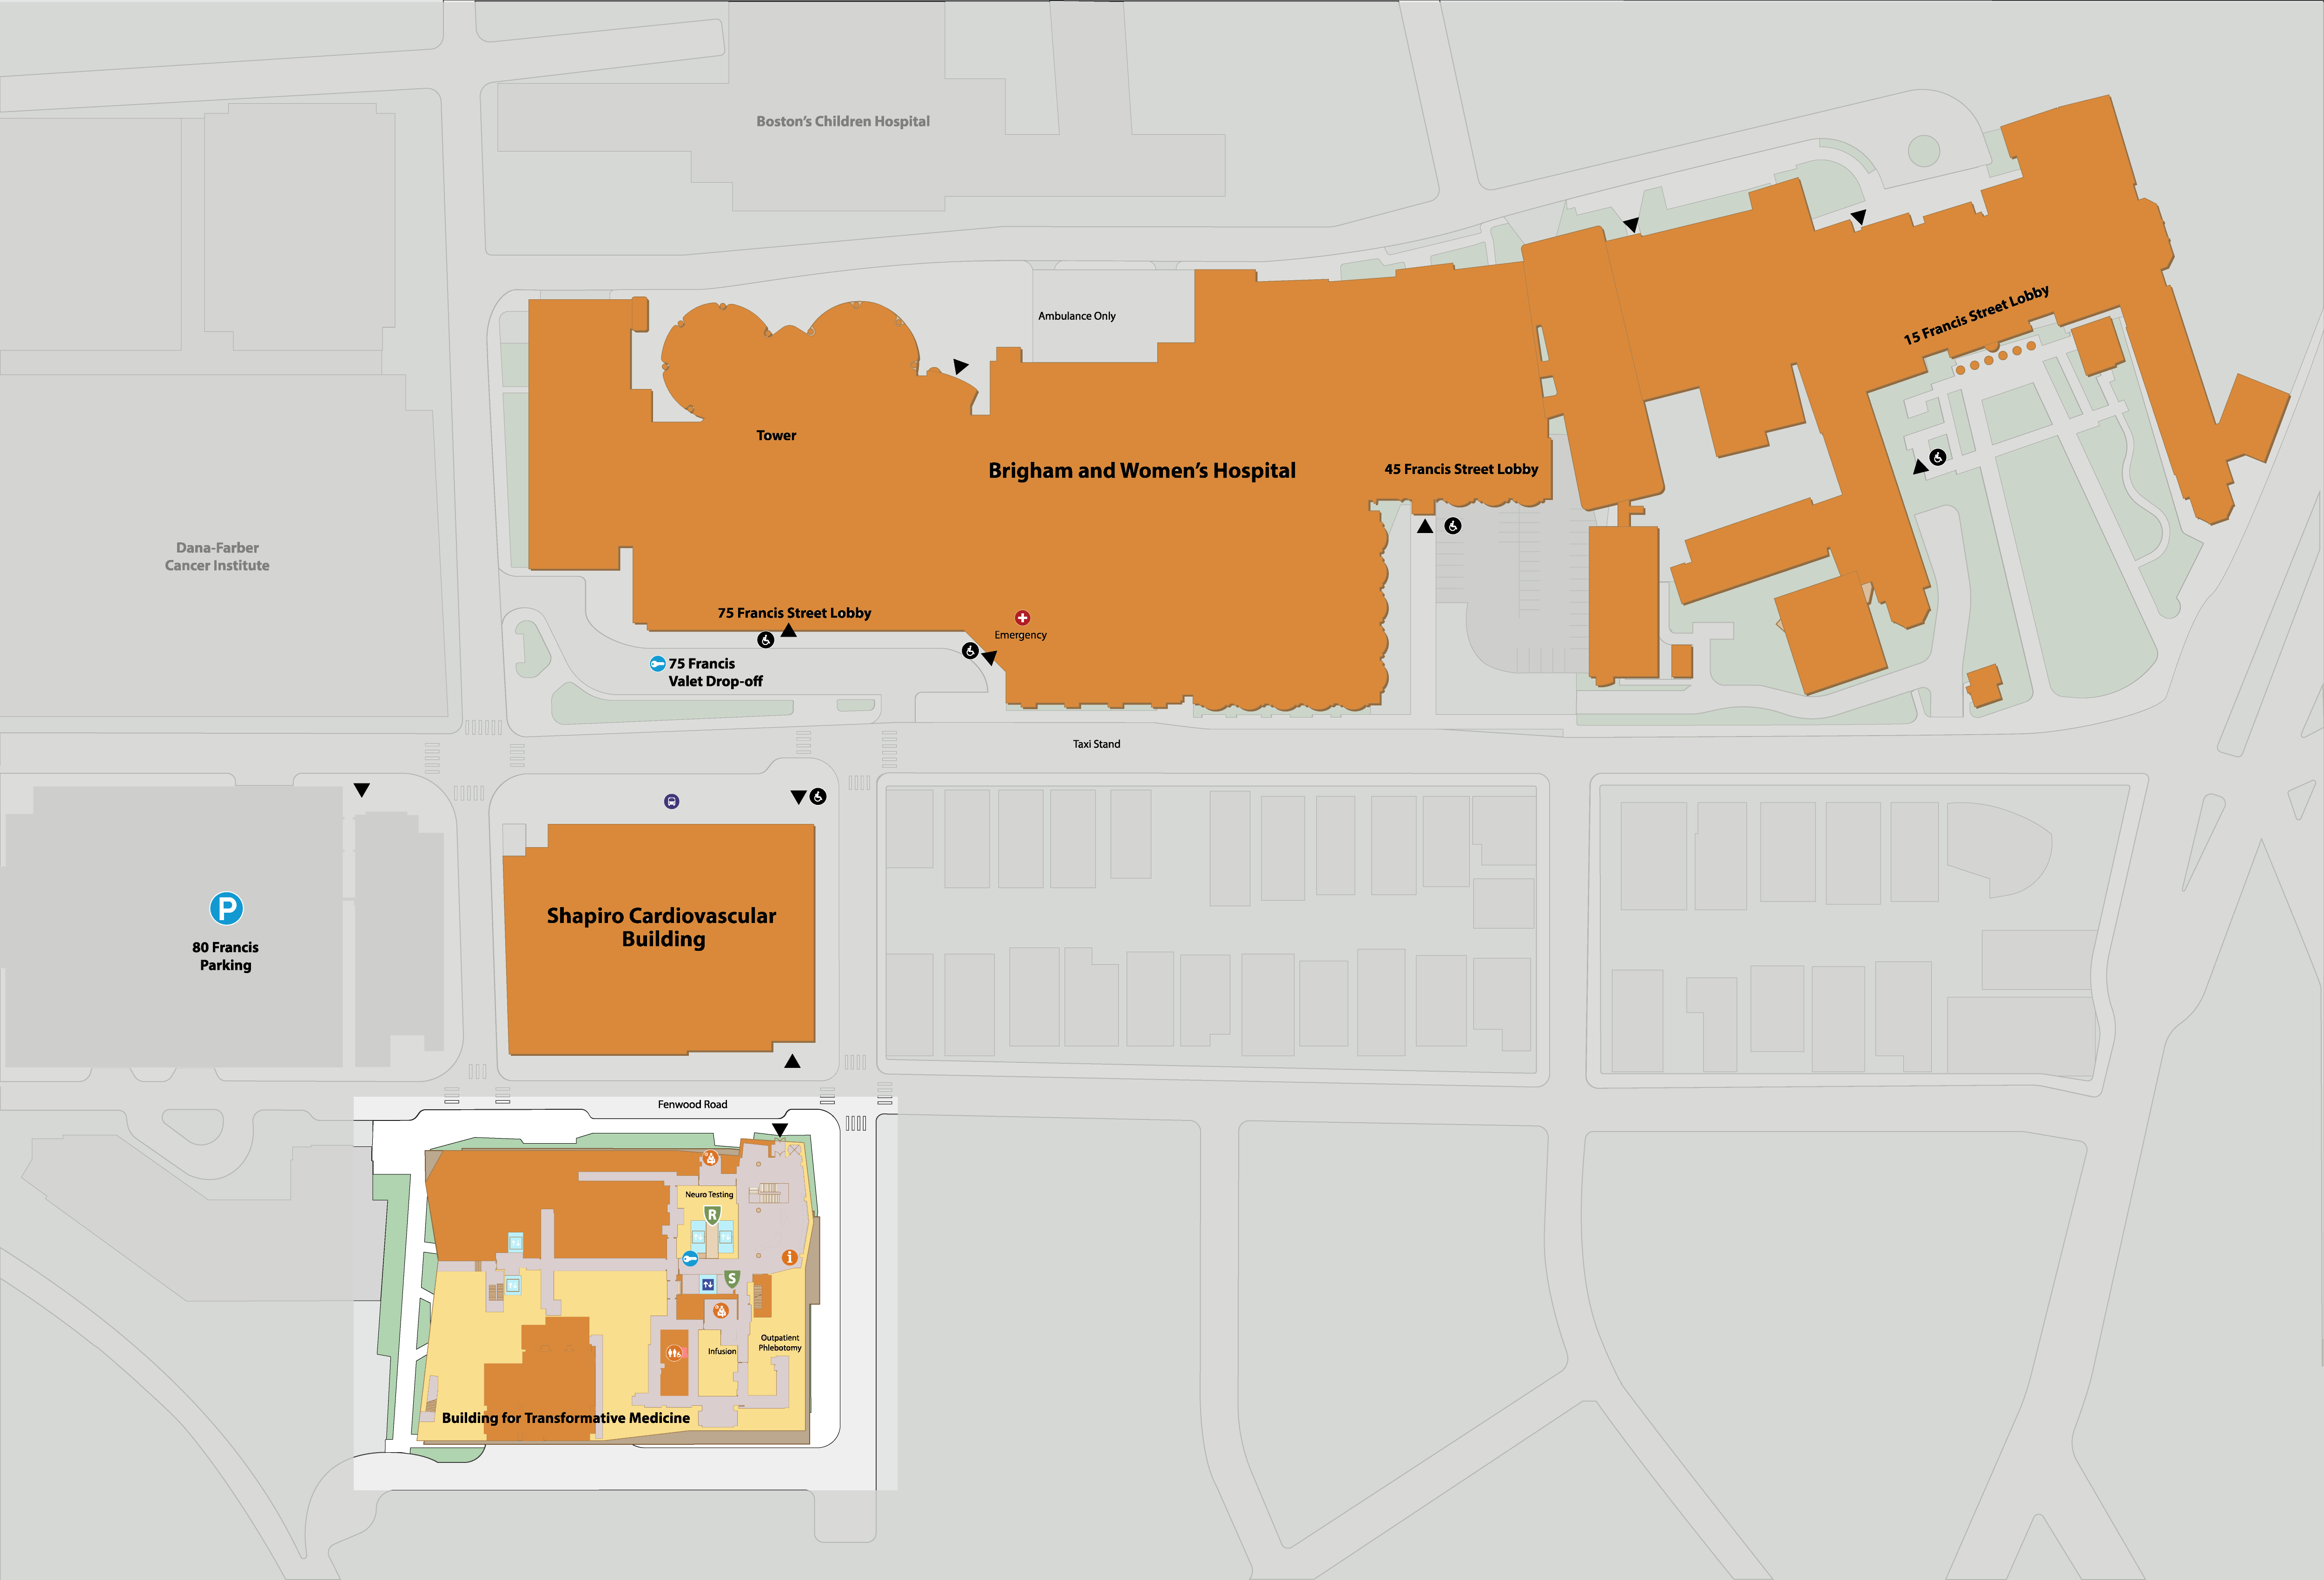 Boston's Children Hospital
Ambulance Only
15 Francis Street Lobby
Tower
Brigham and Women's Hospital
45 Francis Street Lobby
Dana-Farber
Cancer Institute
75 Francis Street Lobby
Emergency
75 Francis
Valet Drop-off
Taxi Stand
P
80 Francis
Parking
Shapiro Cardiovascular
Building
Fenwood Road
Neuro Testing
R
i
S
Outpatient
Phlebotomy
Infusion
Building for Transformative Medicine